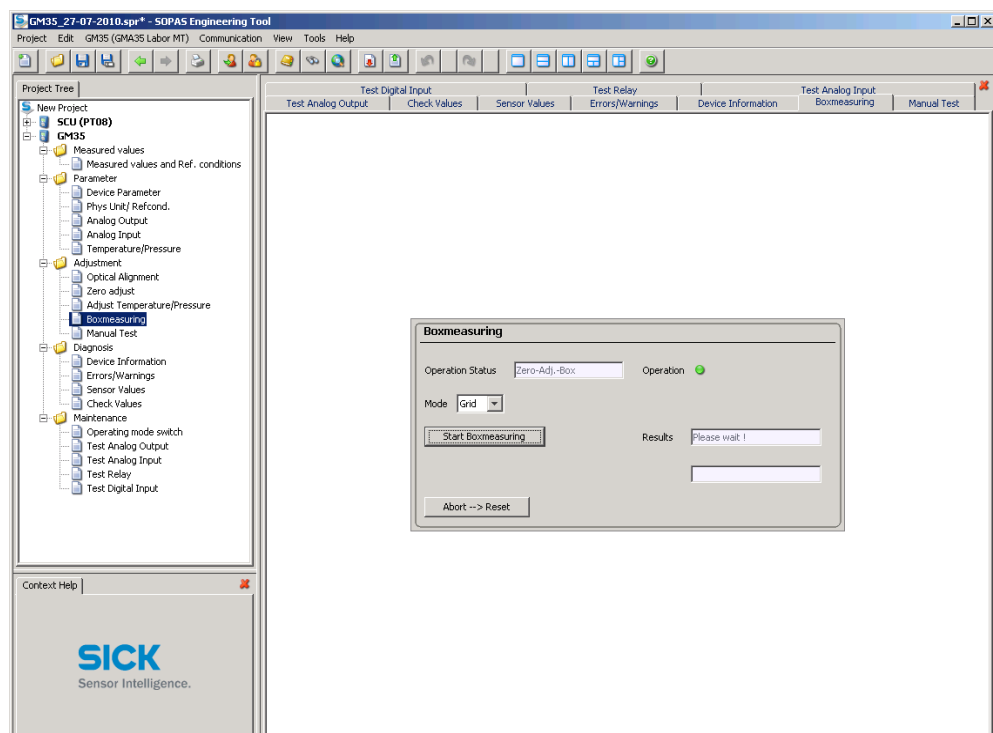 GM35_27-07-2010.spr* - SOPAS Engineering Tool
Project Edit GM35 (GMA35 Labor MT) Communication View Tools Help
Project Tree
New Project
SCU (PT08)
GM35
Measured values
Measured values and Ref. conditions
Parameter
Device Parameter
Phys Unit/ Refcond.
Analog Output
Analog Input
Temperature/Pressure
Adjustment
Optical Alignment
Zero adjust
Adjust Temperature/Pressure
Boxmeasuring
Manual Test
Diagnosis
Device Information
Errors/Warnings
Sensor Values
Check Values
Maintenance
Operating mode switch
Test Analog Output
Test Analog Input
Test Relay
Test Digital Input
Context Help
SICK
Sensor Intelligence.
Test Digital Input Test Relay Test Analog Input
Test Analog Output Check Values Sensor Values Errors/Warnings Device Information Boxmeasuring Manual Test
Boxmeasuring
Operation Status Zero-Adj.-Box Operation
Mode Grid
Start Boxmeasuring Results Please wait !
Abort --> Reset